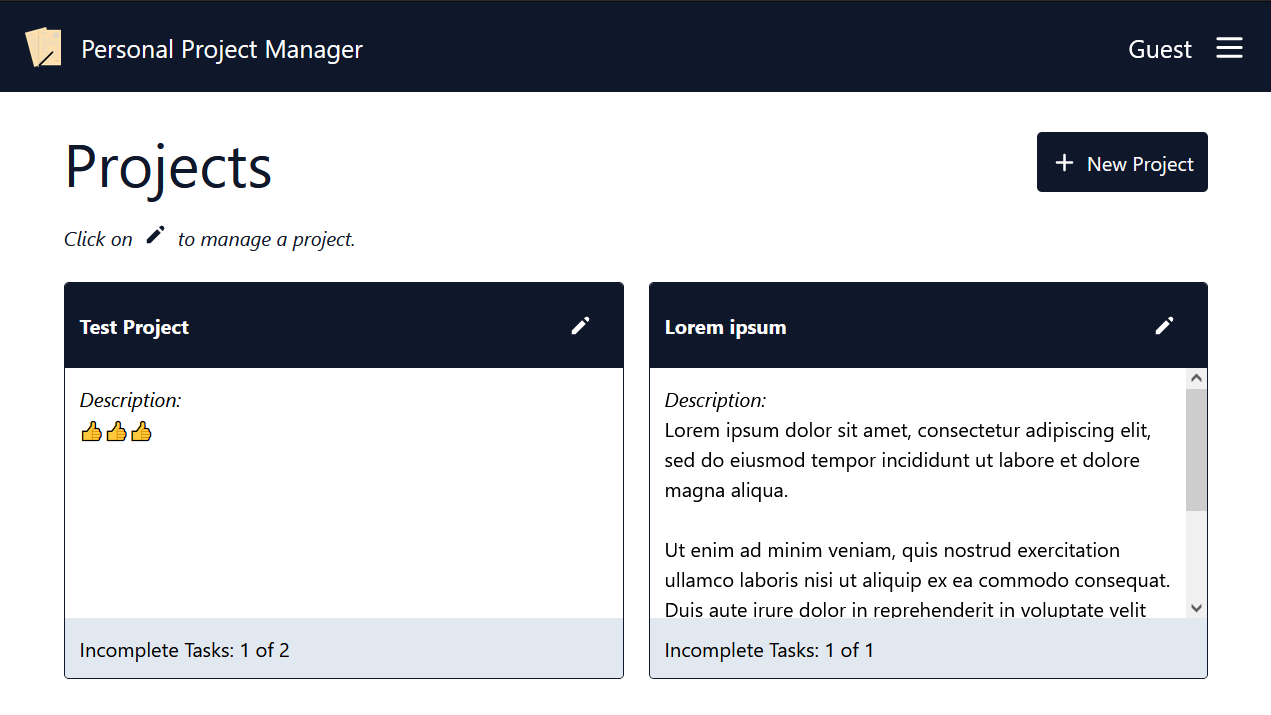 Personal Project Manager
Guest
Projects
New Project
Click on to manage a project.
Test Project
Description:
👍👍👍
Incomplete Tasks: 1 of 2
Lorem ipsum
Description:
Lorem ipsum dolor sit amet, consectetur adipiscing elit,
sed do eiusmod tempor incididunt ut labore et dolore
magna aliqua.
Ut enim ad minim veniam, quis nostrud exercitation
ullamco laboris nisi ut aliquip ex ea commodo consequat.
Duis aute irure dolor in reprehenderit in voluptate velit
Incomplete Tasks: 1 of 1